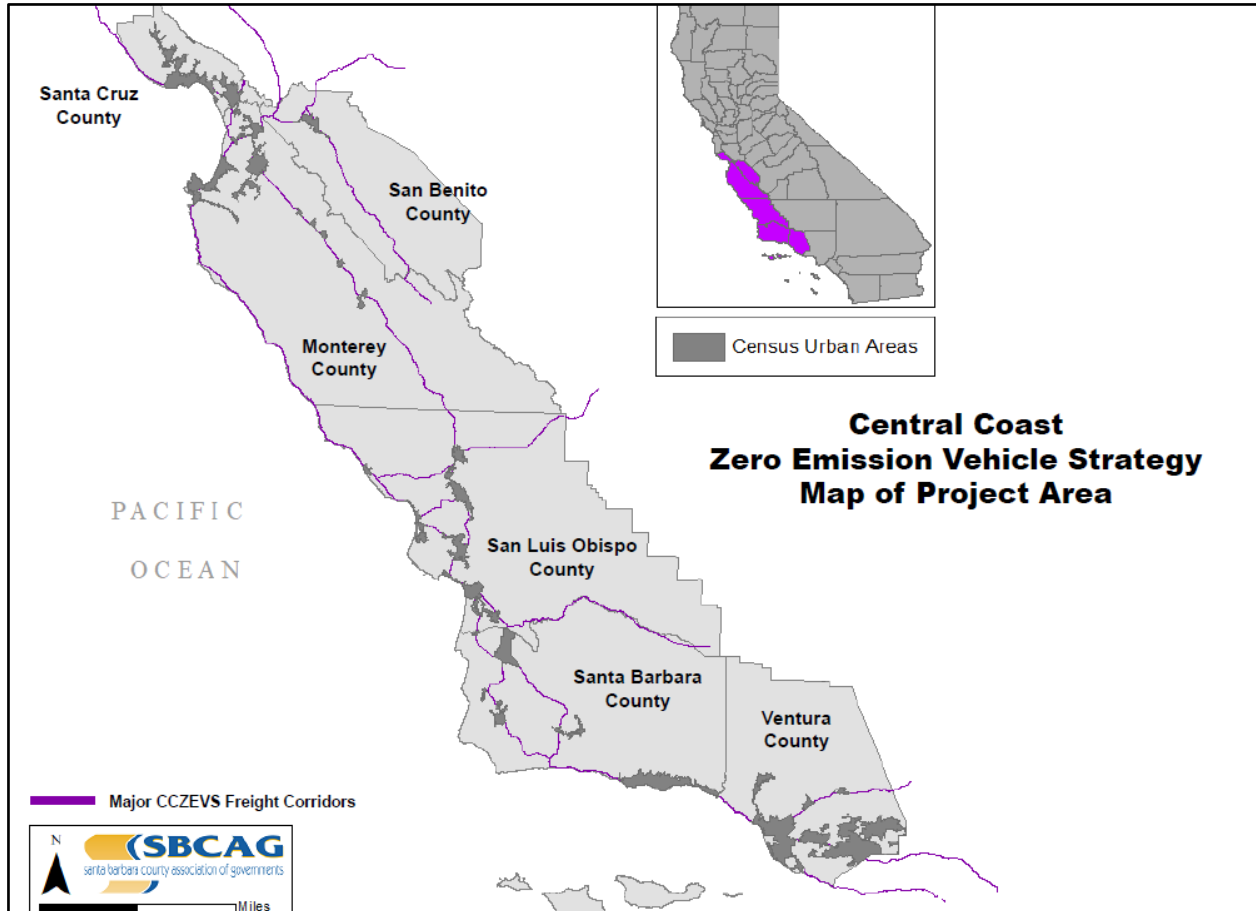 Santa Cruz
County
San Benito
County
Monterey
County
Census Urban Areas
Central Coast
Zero Emission Vehicle Strategy
Map of Project Area
PACIFIC
OCEAN
San Luis Obispo
County
Santa Barbara
County
Ventura
County
Major CCZEVS Freight Corridors
N
SBCAG
santa barbara county association of governments
Miles